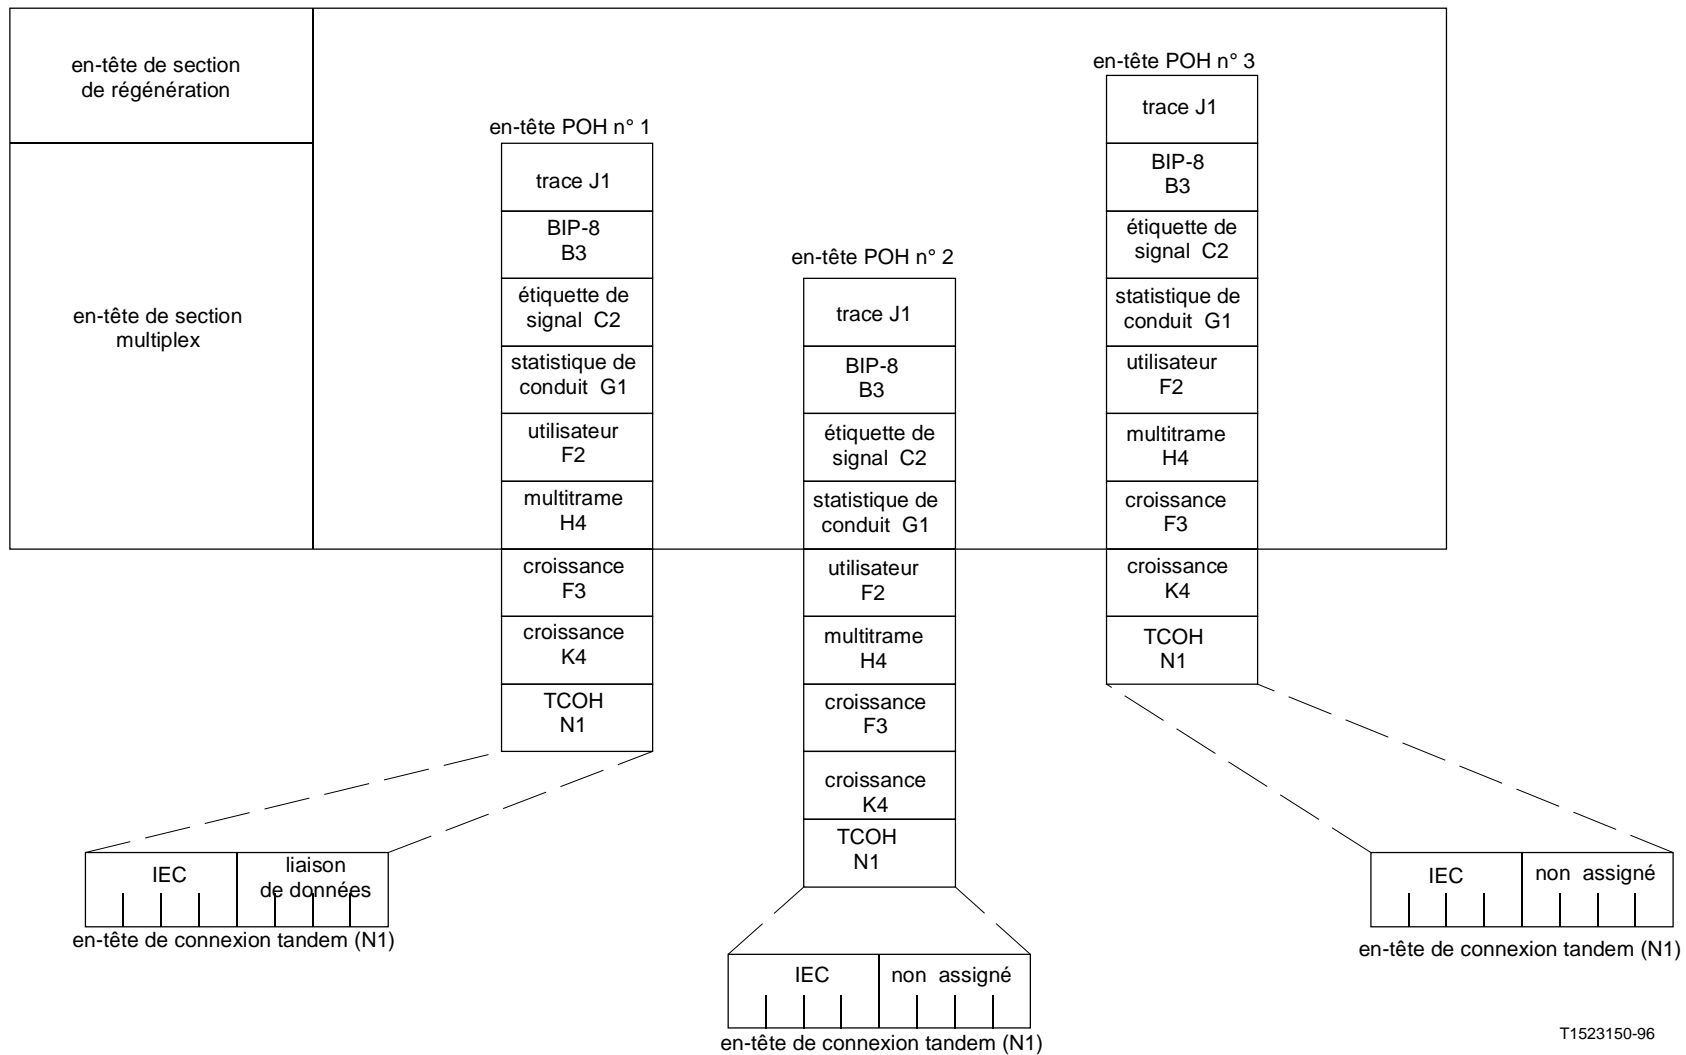 en-tête de section
de régénération
en-tête de section
multiplex
en-tête POH n° 1
trace J1
BIP-8
B3
étiquette de
signal C2
statistique de
conduit G1
utilisateur
F2
multitrame
H4
croissance
F3
croissance
K4
TCOH
N1
IEC
liaison
de données
en-tête de connexion tandem (N1)
en-tête POH n° 2
trace J1
BIP-8
B3
étiquette de
signal C2
statistique de
conduit G1
utilisateur
F2
multitrame
H4
croissance
F3
croissance
K4
TCOH
N1
IEC
non assigné
en-tête de connexion tandem (N1)
en-tête POH n° 3
trace J1
BIP-8
B3
étiquette de
signal C2
statistique de
conduit G1
utilisateur
F2
multitrame
H4
croissance
F3
croissance
K4
TCOH
N1
IEC
non assigné
en-tête de connexion tandem (N1)
T1523150-96